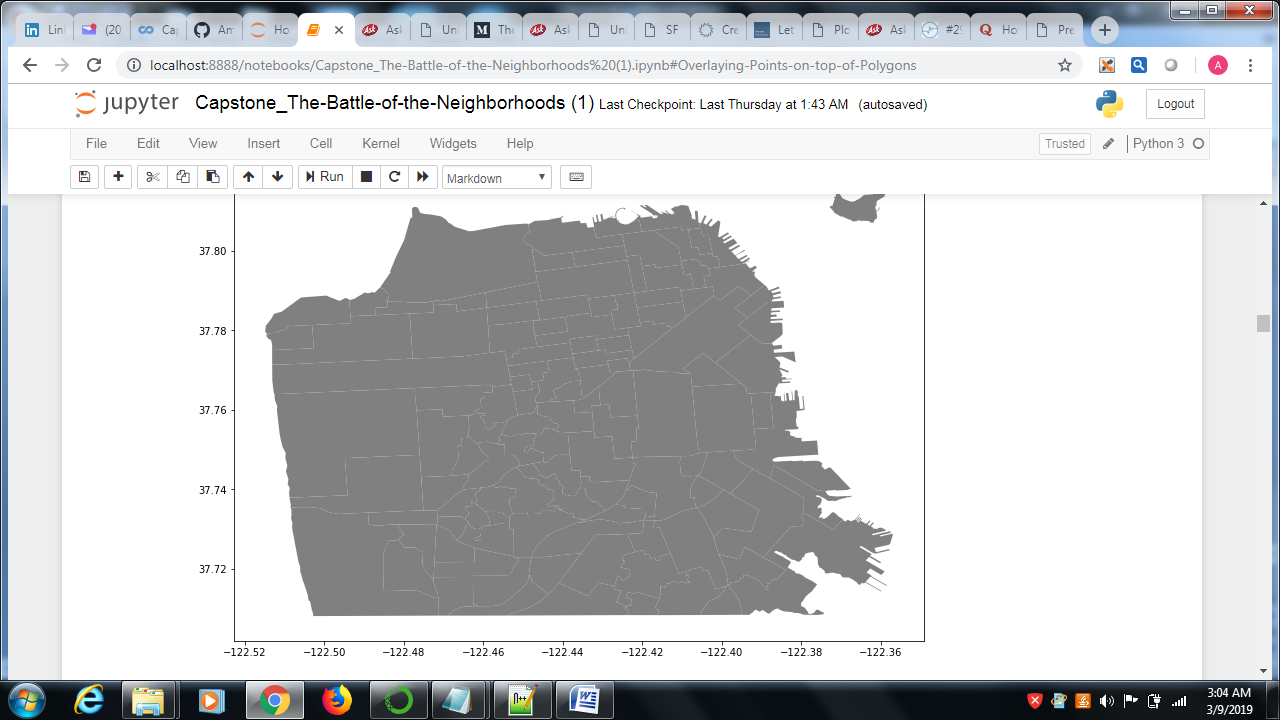 Lin (20 Ca Am Ho Ask Un M The Ask Un SF Cre Let Plo Ask #2 Q Ho Pre
localhost:8888/notebooks/Capstone_The-Battle-of-the-Neighborhoods%20(1).ipynb#Overlaying-Points-on-top-of-Polygons A
jupyter Capstone_The-Battle-of-the-Neighborhoods (1) Last Checkpoint: Last Thursday at 1:43 AM (autosaved) Logout
File Edit View Insert Cell Kernel Widgets Help Trusted Python 3
Run Markdown
37.80
37.78
37.76
37.74
37.72
−122.52 −122.50 −122.48 −122.46 −122.44 −122.42 −122.40 −122.38 −122.36
3:04 AM
3/9/2019